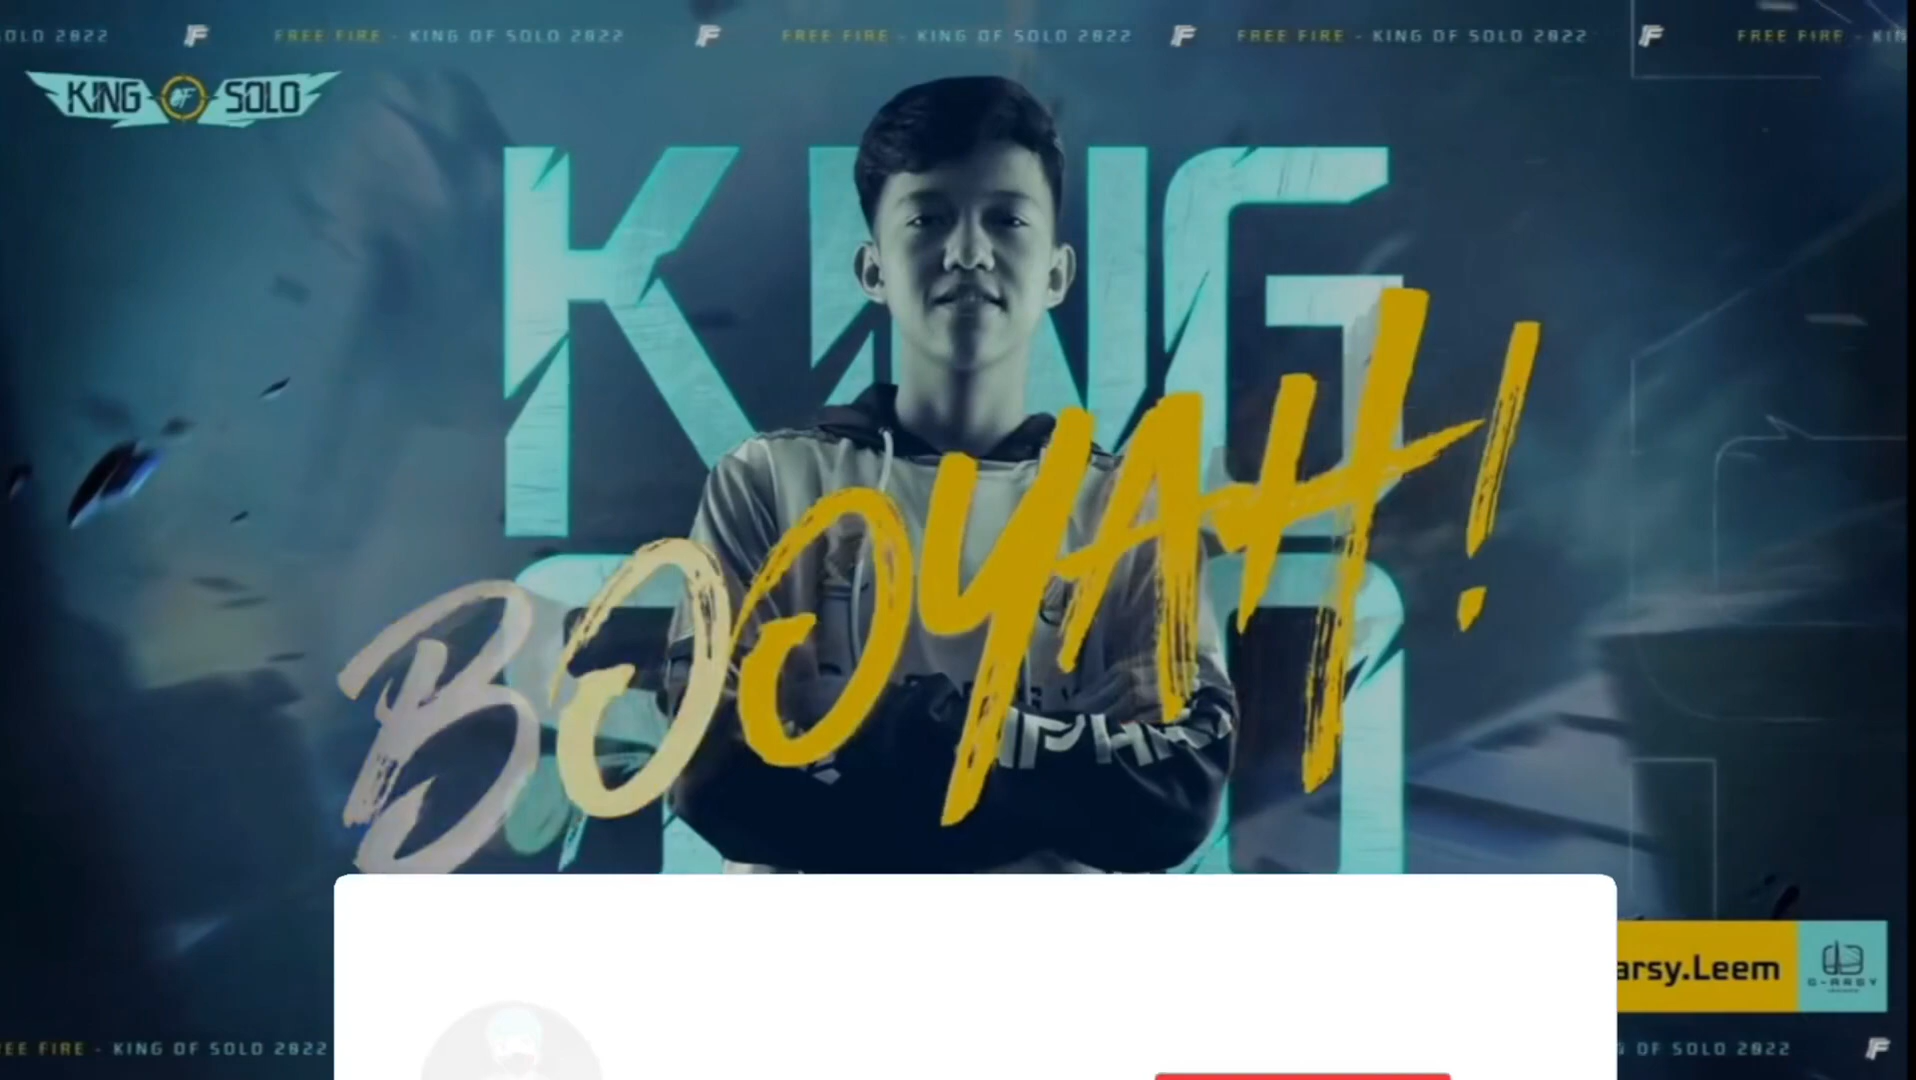 OLO 2022
FREE FIRE - KING OF SOLO 2022
FREE FIRE - KING OF SOLO 2022
FREE FIRE - KING OF SOLO 2022
FREE FIRE - KIN
KING OF SOLO
KING
BOOYAH!
arsy.Leem
G-ARSY
EE FIRE - KING OF SOLO 2022
OF SOLO 2022